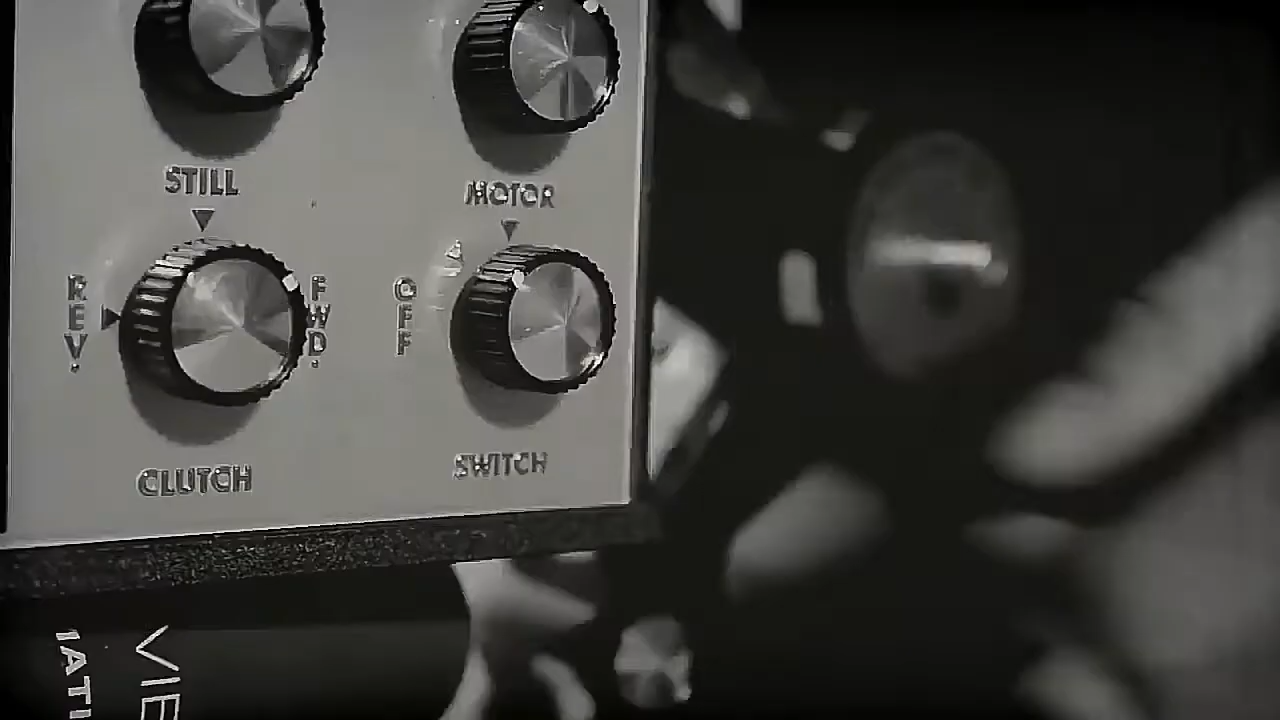 STILL
MOTOR
REV.
FWD.
OFF
CLUTCH
SWITCH